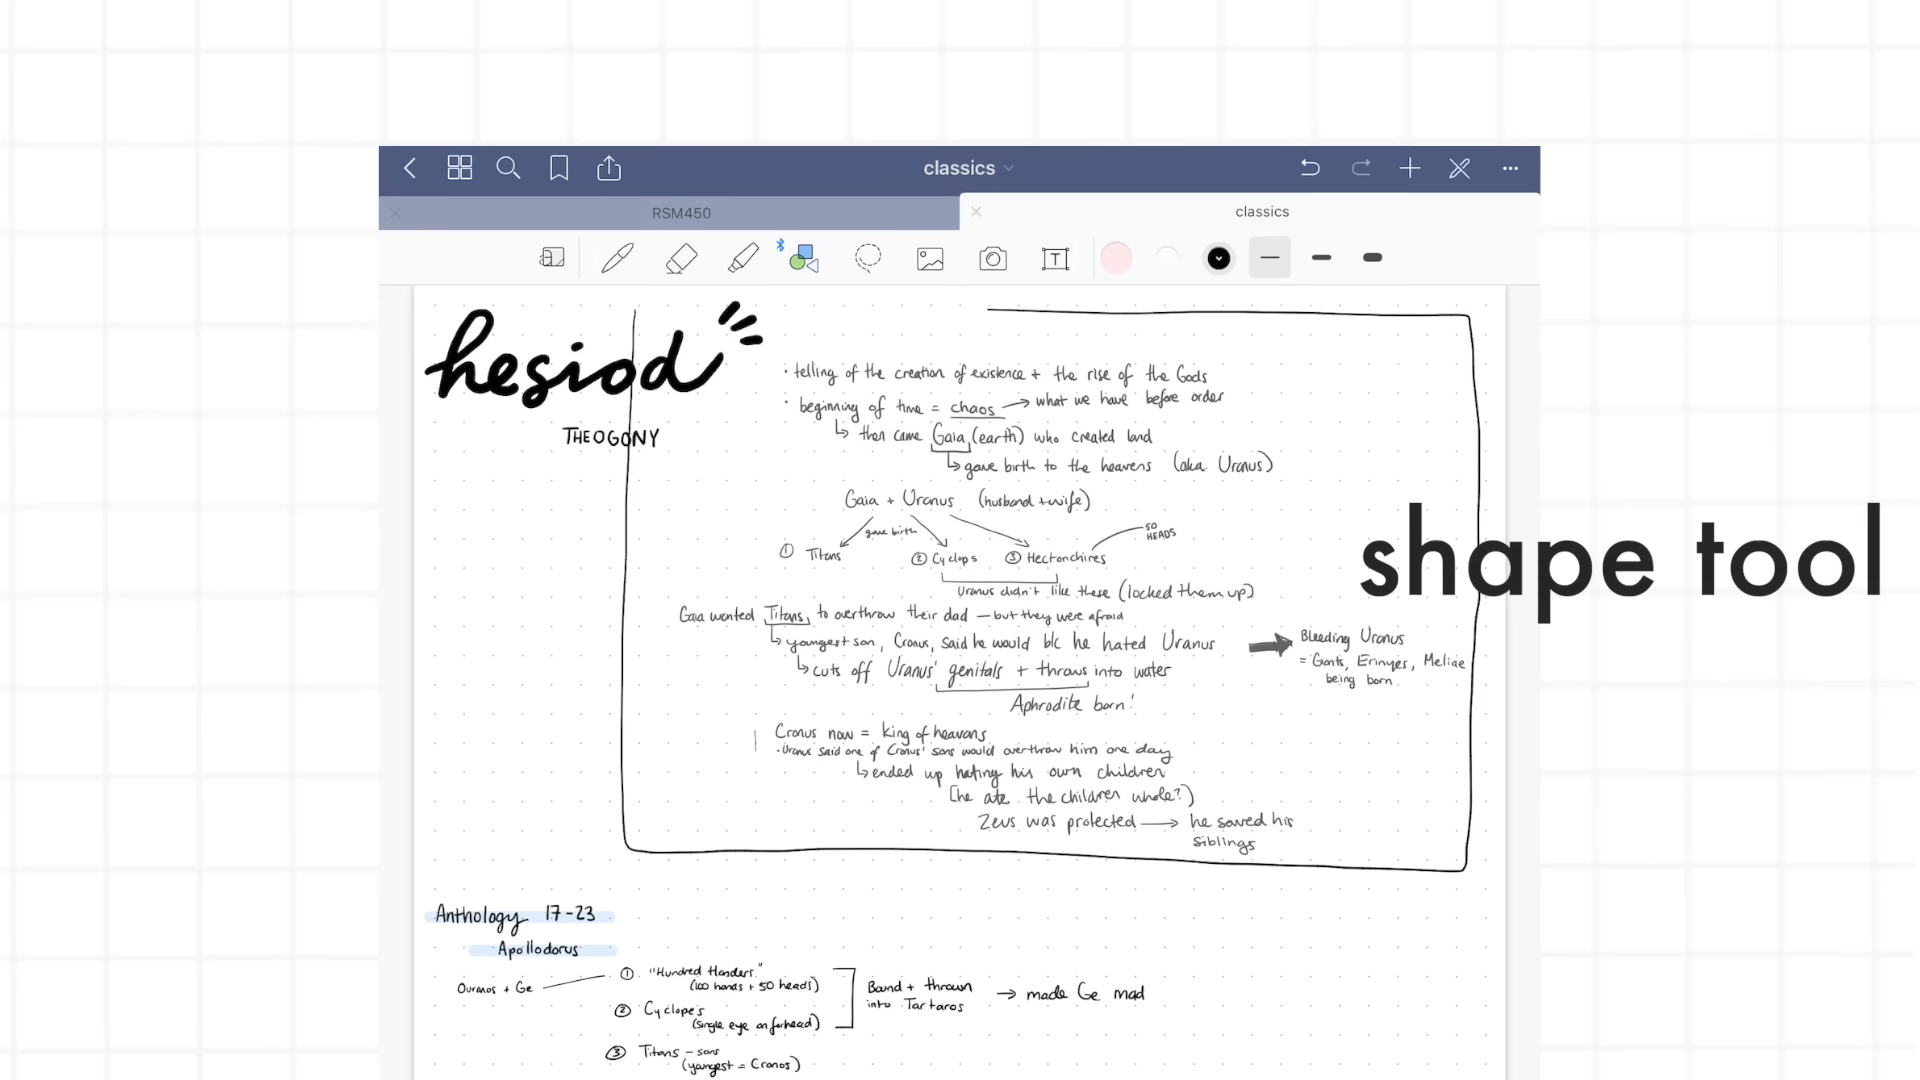 classics
RSM450
classics
T
hesiod
THEOGONY
• telling of the creation of existence + the rise of the Gods
• beginning of time = chaos → what we have before order
↳ then came Gaia (earth) who created land
↳ gave birth to the heavens (aka Uranus)
Gaia + Uranus (husband + wife)
gave birth
50 HEADS
① Titans ② Cyclops ③ Hectonchires
Uranus didn't like these (locked them up)
shape tool
Gaia wanted Titans to overthrow their dad — but they were afraid
↳ youngest son, Cronus, said he would b/c he hated Uranus
↳ cuts off Uranus' genitals + throws into water
Aphrodite born!
Bleeding Uranus
= Giants, Erinyes, Meliae
being born
Cronus now = King of heavens
• Uranus said one of Cronus' sons would overthrow him one day
↳ ended up hating his own children
(he ate the children whole?)
Zeus was protected → he saved his
siblings
Anthology 17-23
Apollodorus
Ouranos + Ge
① "Hundred Handers"
(100 hands + 50 heads)
② Cyclopes
(single eye on forhead)
③ Titans - sons
(youngest = Cronos)
Bound + thrown
into Tartaros
→ made Ge mad